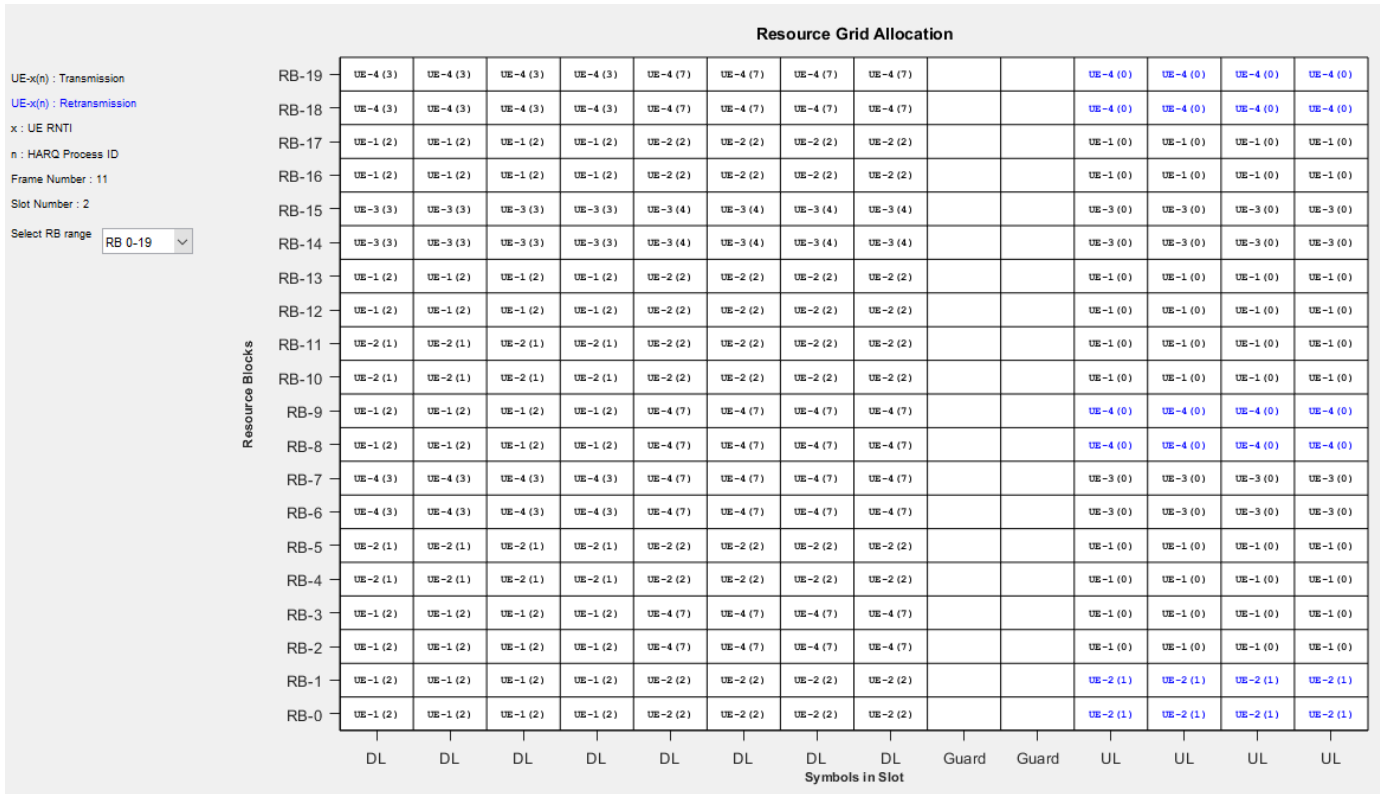 Resource Grid Allocation
UE-x(n) : Transmission
UE-x(n) : Retransmission
x : UE RNTI
n : HARQ Process ID
Frame Number : 11
Slot Number : 2
Select RB range RB 0-19
Resource Blocks
RB-19 UE-4(3) UE-4(3) UE-4(3) UE-4(3) UE-4(7) UE-4(7) UE-4(7) UE-4(7) UE-4(0) UE-4(0) UE-4(0) UE-4(0)
RB-18 UE-4(3) UE-4(3) UE-4(3) UE-4(3) UE-4(7) UE-4(7) UE-4(7) UE-4(7) UE-4(0) UE-4(0) UE-4(0) UE-4(0)
RB-17 UE-1(2) UE-1(2) UE-1(2) UE-1(2) UE-2(2) UE-2(2) UE-2(2) UE-2(2) UE-1(0) UE-1(0) UE-1(0) UE-1(0)
RB-16 UE-1(2) UE-1(2) UE-1(2) UE-1(2) UE-2(2) UE-2(2) UE-2(2) UE-2(2) UE-1(0) UE-1(0) UE-1(0) UE-1(0)
RB-15 UE-3(3) UE-3(3) UE-3(3) UE-3(3) UE-3(4) UE-3(4) UE-3(4) UE-3(4) UE-3(0) UE-3(0) UE-3(0) UE-3(0)
RB-14 UE-3(3) UE-3(3) UE-3(3) UE-3(3) UE-3(4) UE-3(4) UE-3(4) UE-3(4) UE-3(0) UE-3(0) UE-3(0) UE-3(0)
RB-13 UE-1(2) UE-1(2) UE-1(2) UE-1(2) UE-2(2) UE-2(2) UE-2(2) UE-2(2) UE-1(0) UE-1(0) UE-1(0) UE-1(0)
RB-12 UE-1(2) UE-1(2) UE-1(2) UE-1(2) UE-2(2) UE-2(2) UE-2(2) UE-2(2) UE-1(0) UE-1(0) UE-1(0) UE-1(0)
RB-11 UE-2(1) UE-2(1) UE-2(1) UE-2(1) UE-2(2) UE-2(2) UE-2(2) UE-2(2) UE-1(0) UE-1(0) UE-1(0) UE-1(0)
RB-10 UE-2(1) UE-2(1) UE-2(1) UE-2(1) UE-2(2) UE-2(2) UE-2(2) UE-2(2) UE-1(0) UE-1(0) UE-1(0) UE-1(0)
RB-9 UE-1(2) UE-1(2) UE-1(2) UE-1(2) UE-4(7) UE-4(7) UE-4(7) UE-4(7) UE-4(0) UE-4(0) UE-4(0) UE-4(0)
RB-8 UE-1(2) UE-1(2) UE-1(2) UE-1(2) UE-4(7) UE-4(7) UE-4(7) UE-4(7) UE-4(0) UE-4(0) UE-4(0) UE-4(0)
RB-7 UE-4(3) UE-4(3) UE-4(3) UE-4(3) UE-4(7) UE-4(7) UE-4(7) UE-4(7) UE-3(0) UE-3(0) UE-3(0) UE-3(0)
RB-6 UE-4(3) UE-4(3) UE-4(3) UE-4(3) UE-4(7) UE-4(7) UE-4(7) UE-4(7) UE-3(0) UE-3(0) UE-3(0) UE-3(0)
RB-5 UE-2(1) UE-2(1) UE-2(1) UE-2(1) UE-2(2) UE-2(2) UE-2(2) UE-2(2) UE-1(0) UE-1(0) UE-1(0) UE-1(0)
RB-4 UE-2(1) UE-2(1) UE-2(1) UE-2(1) UE-2(2) UE-2(2) UE-2(2) UE-2(2) UE-1(0) UE-1(0) UE-1(0) UE-1(0)
RB-3 UE-1(2) UE-1(2) UE-1(2) UE-1(2) UE-4(7) UE-4(7) UE-4(7) UE-4(7) UE-1(0) UE-1(0) UE-1(0) UE-1(0)
RB-2 UE-1(2) UE-1(2) UE-1(2) UE-1(2) UE-4(7) UE-4(7) UE-4(7) UE-4(7) UE-1(0) UE-1(0) UE-1(0) UE-1(0)
RB-1 UE-1(2) UE-1(2) UE-1(2) UE-1(2) UE-2(2) UE-2(2) UE-2(2) UE-2(2) UE-2(1) UE-2(1) UE-2(1) UE-2(1)
RB-0 UE-1(2) UE-1(2) UE-1(2) UE-1(2) UE-2(2) UE-2(2) UE-2(2) UE-2(2) UE-2(1) UE-2(1) UE-2(1) UE-2(1)
DL DL DL DL DL DL DL DL Guard Guard UL UL UL UL
Symbols in Slot